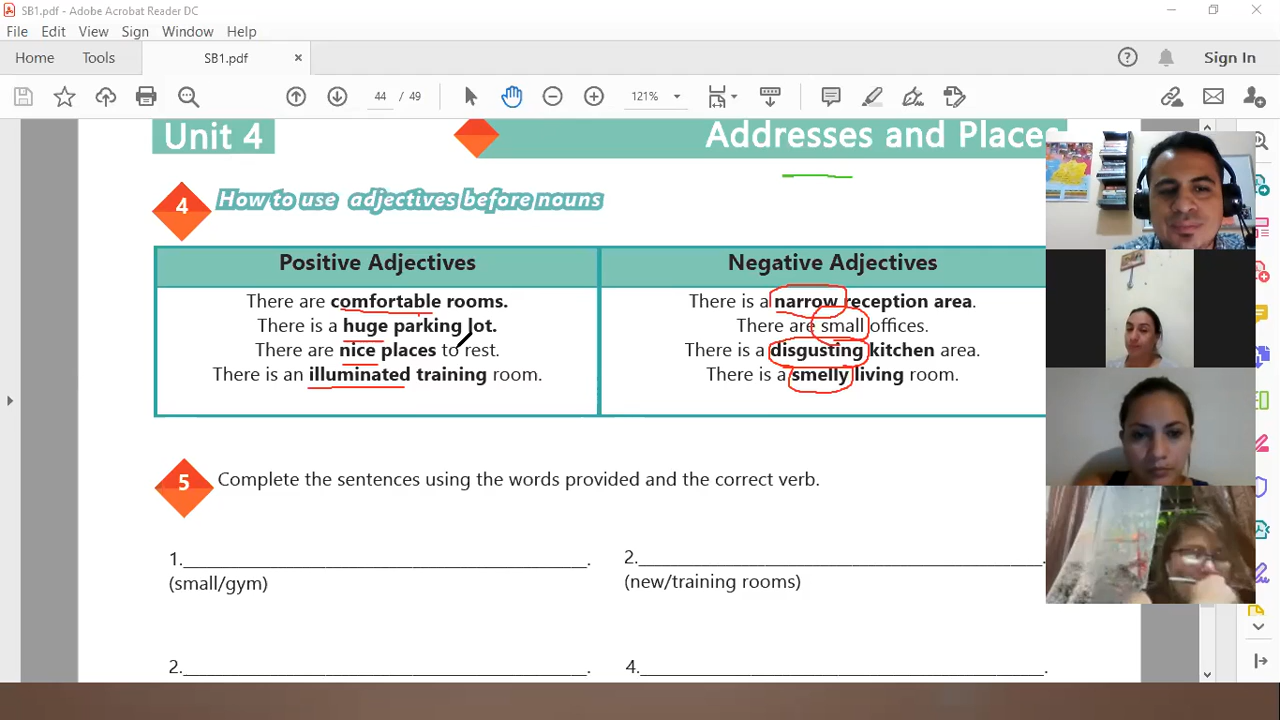 SB1.pdf - Adobe Acrobat Reader DC
File Edit View Sign Window Help
Home Tools SB1.pdf × Sign In
44 / 49 121%
Unit 4
Addresses and Places
4 How to use adjectives before nouns
Positive Adjectives
There are comfortable rooms.
There is a huge parking lot.
There are nice places to rest.
There is an illuminated training room.
Negative Adjectives
There is a narrow reception area.
There are small offices.
There is a disgusting kitchen area.
There is a smelly living room.
5 Complete the sentences using the words provided and the correct verb.
1.______________________________.
(small/gym)
2.______________________________.
(new/training rooms)
2.______________________________.
4.______________________________.